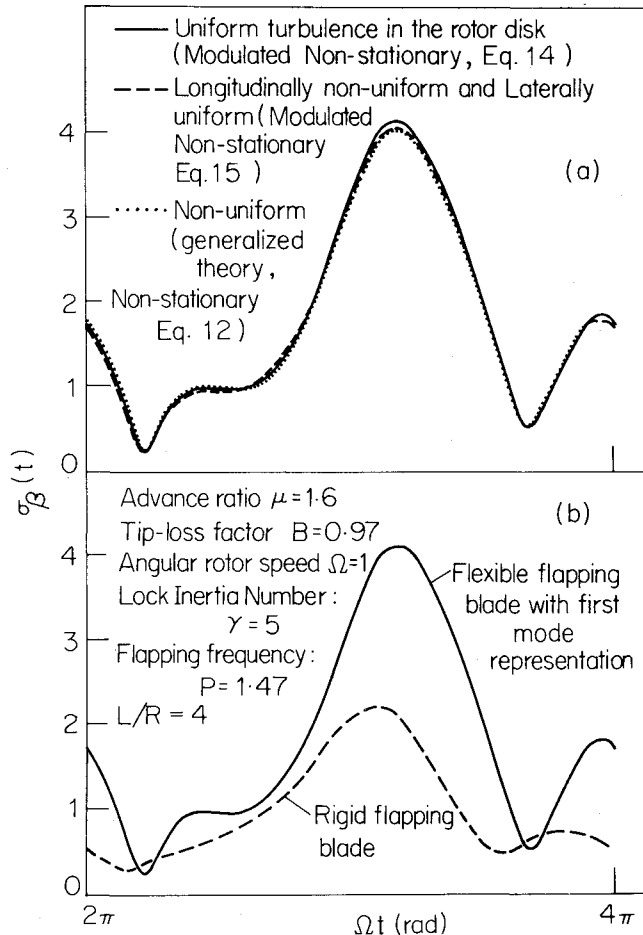 Uniform turbulence in the rotor disk
(Modulated Non-stationary, Eq. 14)
Longitudinally non-uniform and Laterally
uniform (Modulated
Non-stationary
Eq. 15)
Non-uniform
(generalized
theory,
Non-stationary
Eq. 12)
(a)
4
3
2
1
0
σβ(t)
(b)
Advance ratio μ=1·6
Tip-loss factor B=0·97
Angular rotor speed Ω=1
Lock Inertia Number:
γ=5
Flapping frequency:
P=1·47
L/R=4
Flexible flapping
blade with first
mode
representation
Rigid flapping
blade
4
3
2
1
0
2π
Ωt (rad)
4π